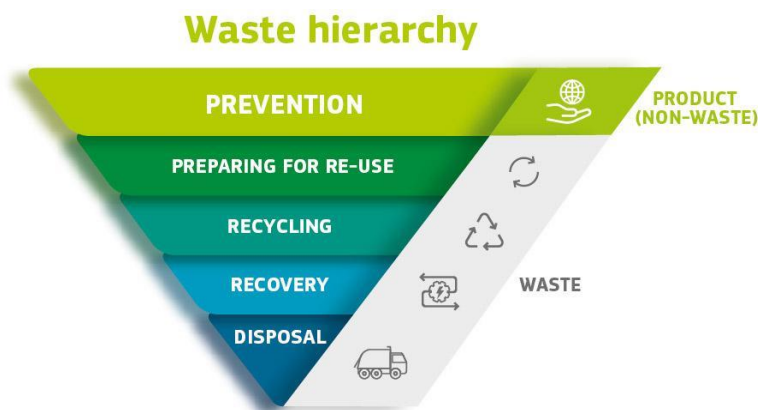 Waste hierarchy
PREVENTION
PRODUCT
(NON-WASTE)
PREPARING FOR RE-USE
RECYCLING
RECOVERY
WASTE
DISPOSAL